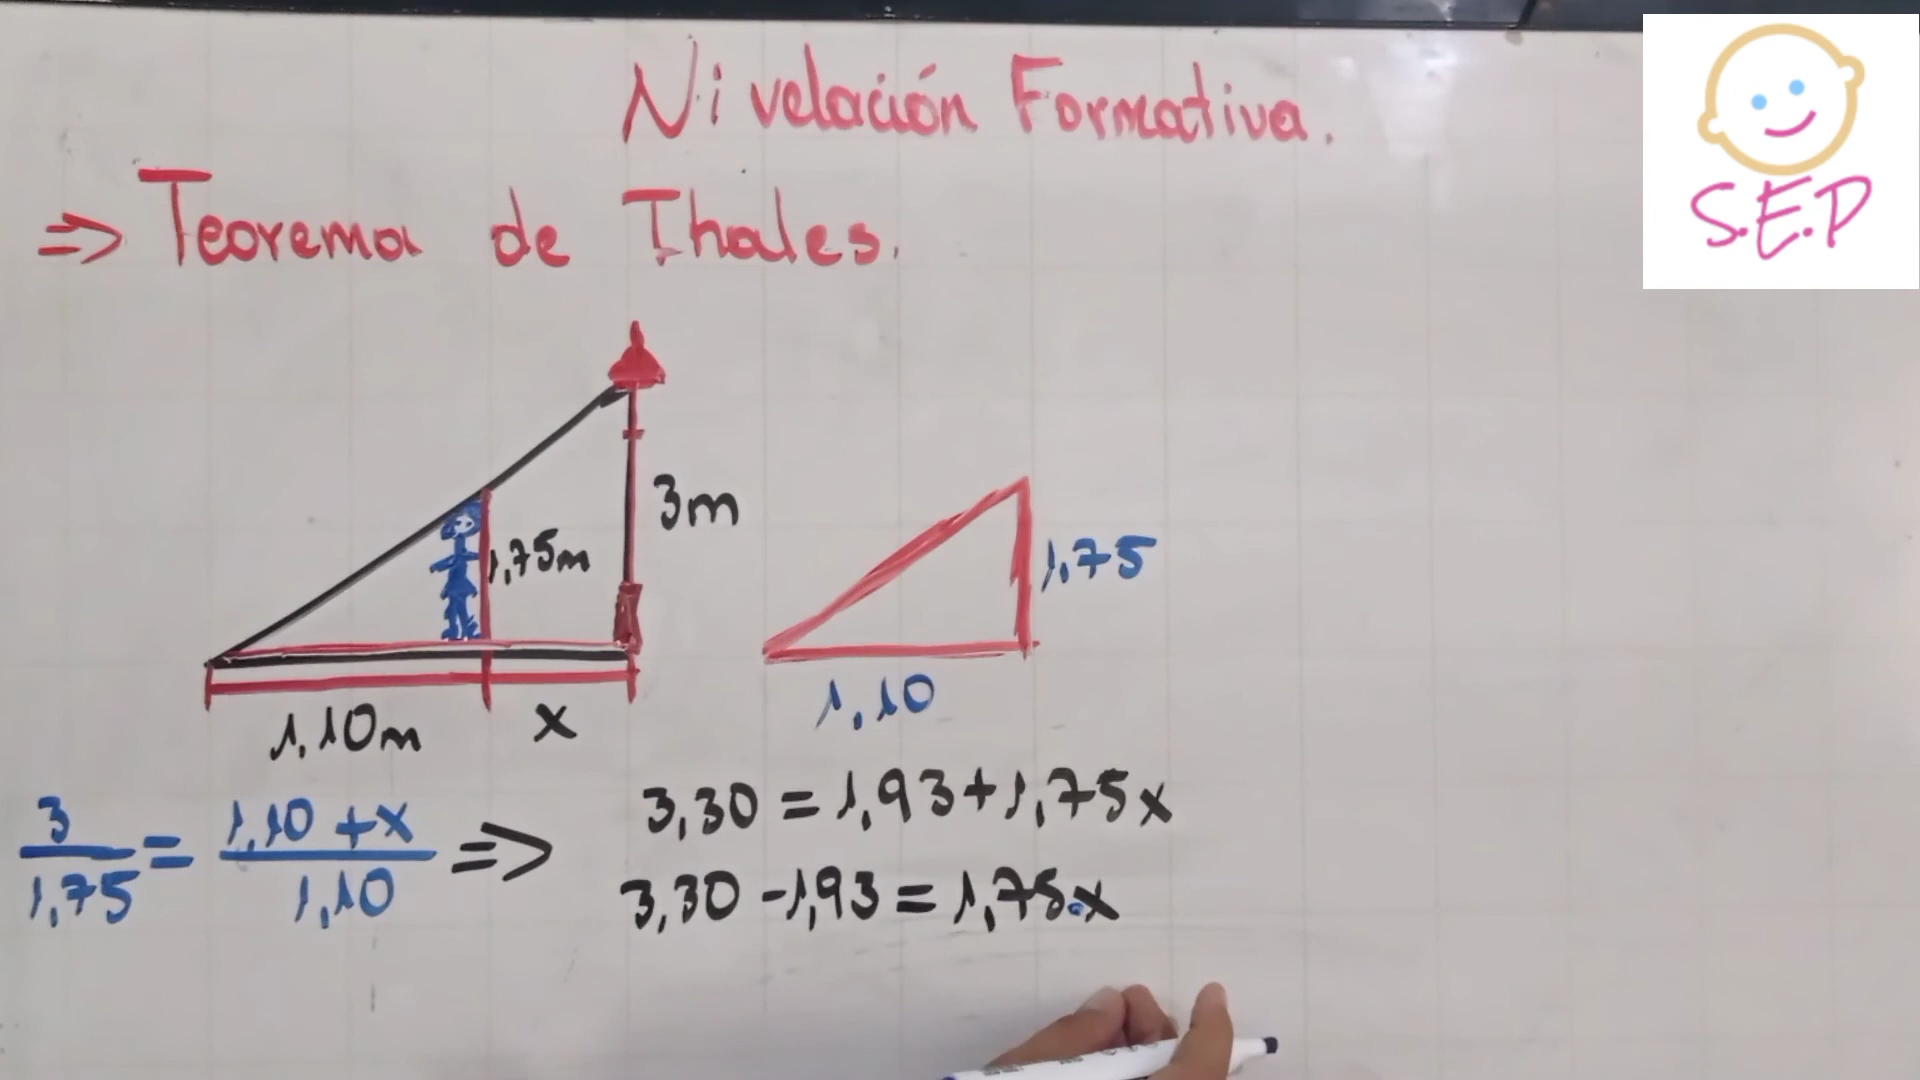 Nivelación Formativa.
S.E.P
⇒ Teorema de Thales.
3m
1,75m
1,75
1,10m
x
1,10
3/1,75 = 1,10+x/1,10 ⇒
3,30 = 1,93+1,75x
3,30 -1,93 = 1,75.x